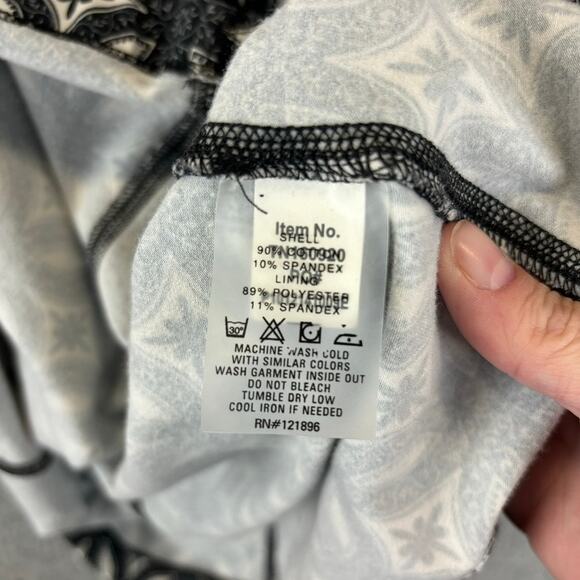 Item No.
SHELL
90% COTTON
10% SPANDEX
LINING
89% POLYESTER
11% SPANDEX
30°
MACHINE WASH COLD
WITH SIMILAR COLORS
WASH GARMENT INSIDE OUT
DO NOT BLEACH
TUMBLE DRY LOW
COOL IRON IF NEEDED
RN#121896